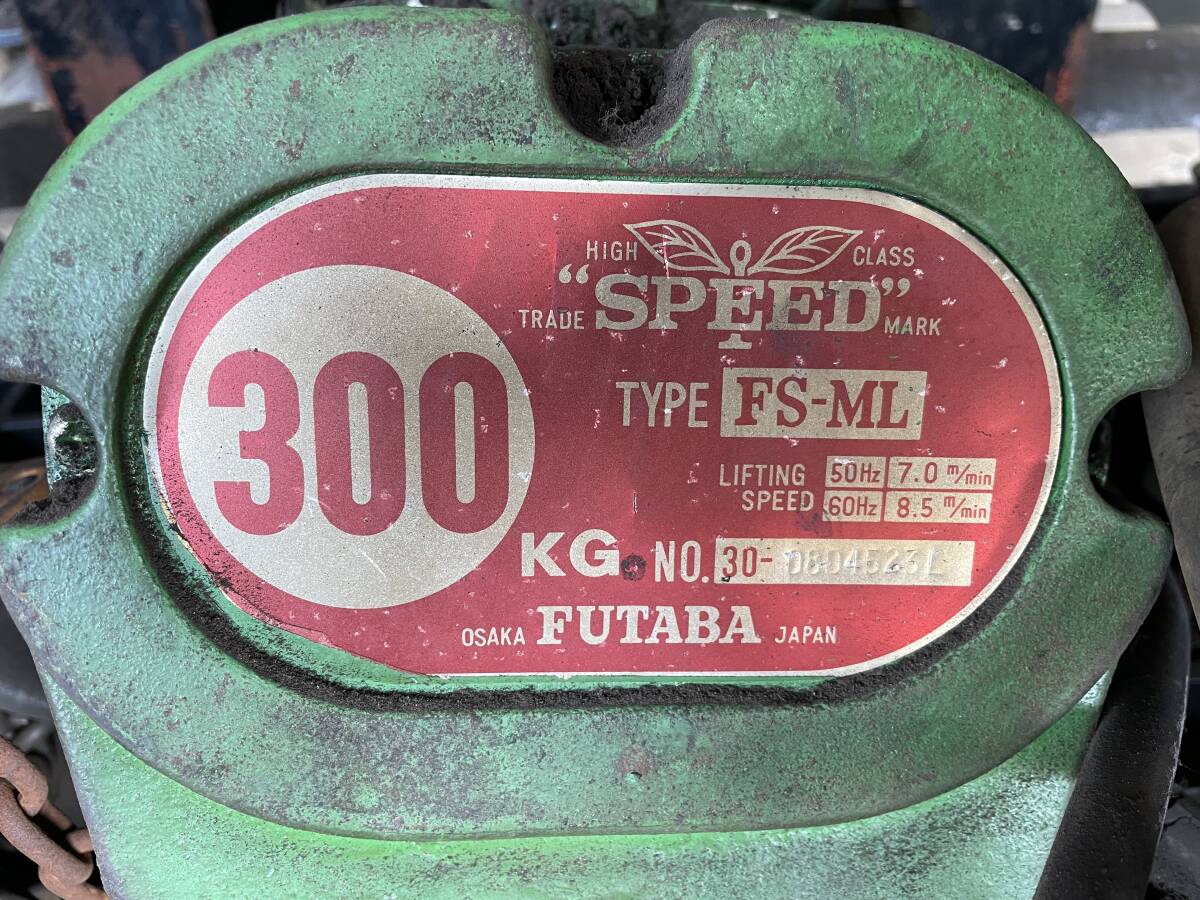 HIGH CLASS
TRADE “SPEED” MARK
300
TYPE FS-ML
LIFTING SPEED
50Hz 7.0 m/min
60Hz 8.5 m/min
KG. NO. 30- 0804523L
OSAKA FUTABA JAPAN